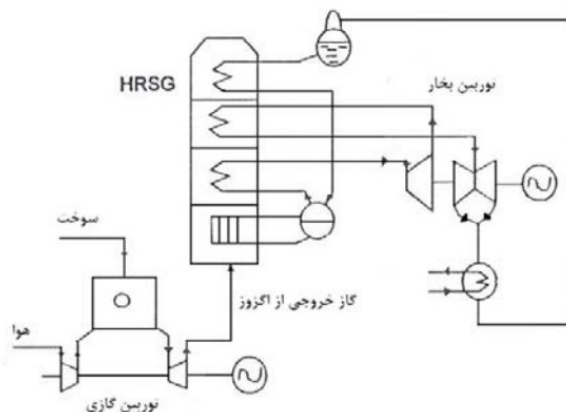 HRSG
توربین بخار
سوخت
گاز خروجی از اگزوز
هوا
توربین گازی